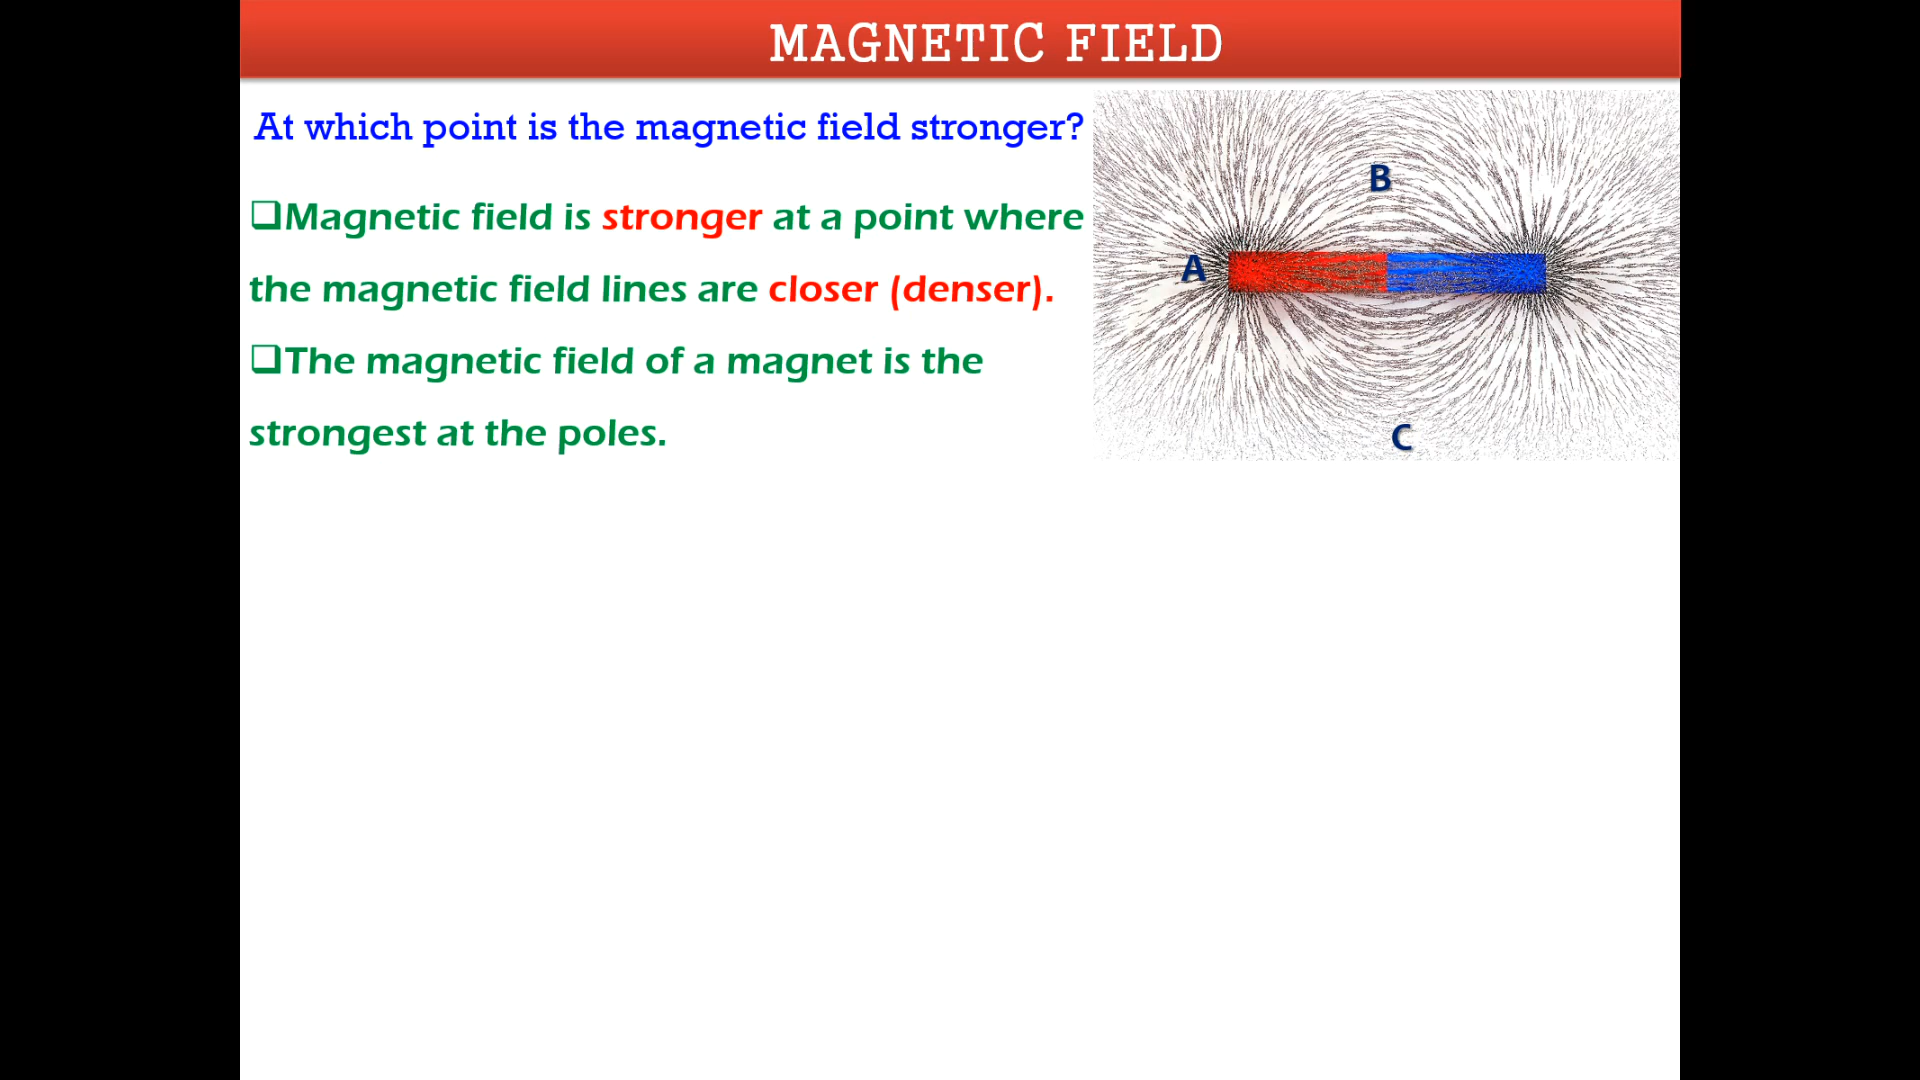 MAGNETIC FIELD
At which point is the magnetic field stronger?
❑Magnetic field is stronger at a point where
the magnetic field lines are closer (denser).
❑The magnetic field of a magnet is the
strongest at the poles.
B
A
C